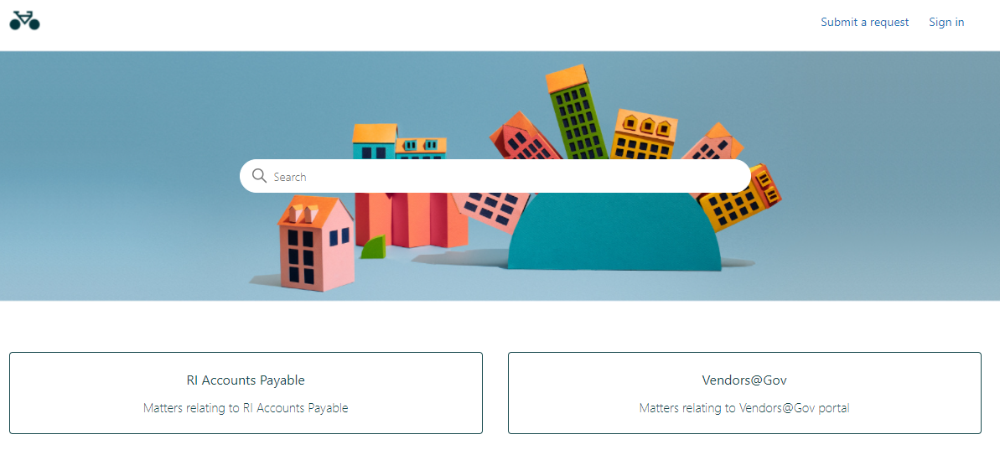 Submit a request
Sign in
Search
RI Accounts Payable
Matters relating to RI Accounts Payable
Vendors@Gov
Matters relating to Vendors@Gov portal